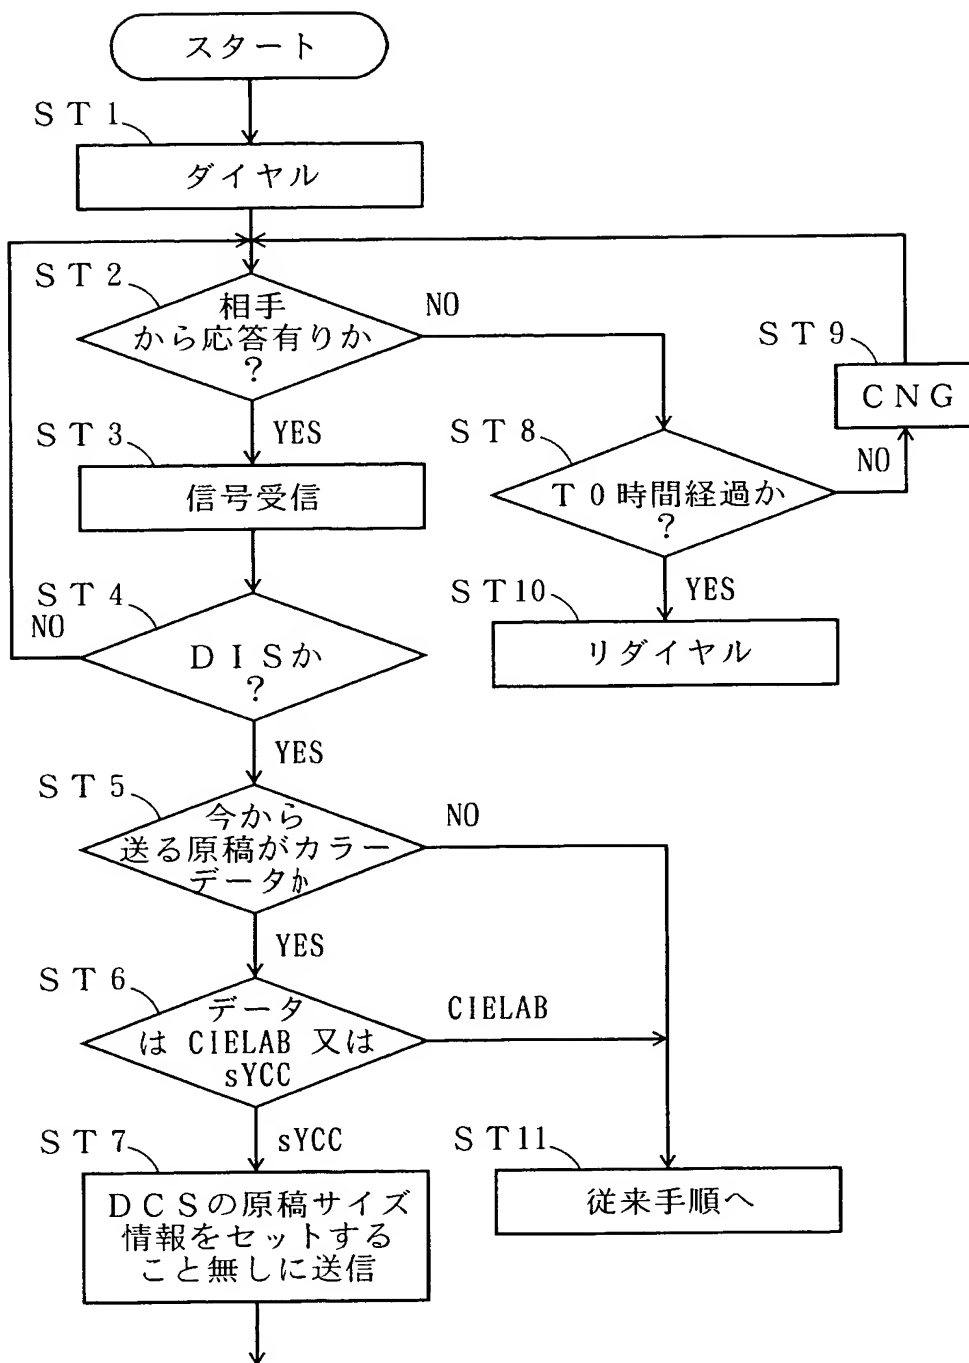 スタート
ST1
ダイヤル
ST2
相手
から応答有りか
?
NO
YES
ST3
信号受信
ST4
NO
DISか
?
YES
ST8
T0時間経過か
?
NO
ST9
CNG
YES
ST10
リダイヤル
ST5
今から
送る原稿がカラー
データか
NO
YES
ST6
データ
は CIELAB 又は
sYCC
CIELAB
sYCC
ST7
DCSの原稿サイズ
情報をセットする
こと無しに送信
ST11
従来手順へ